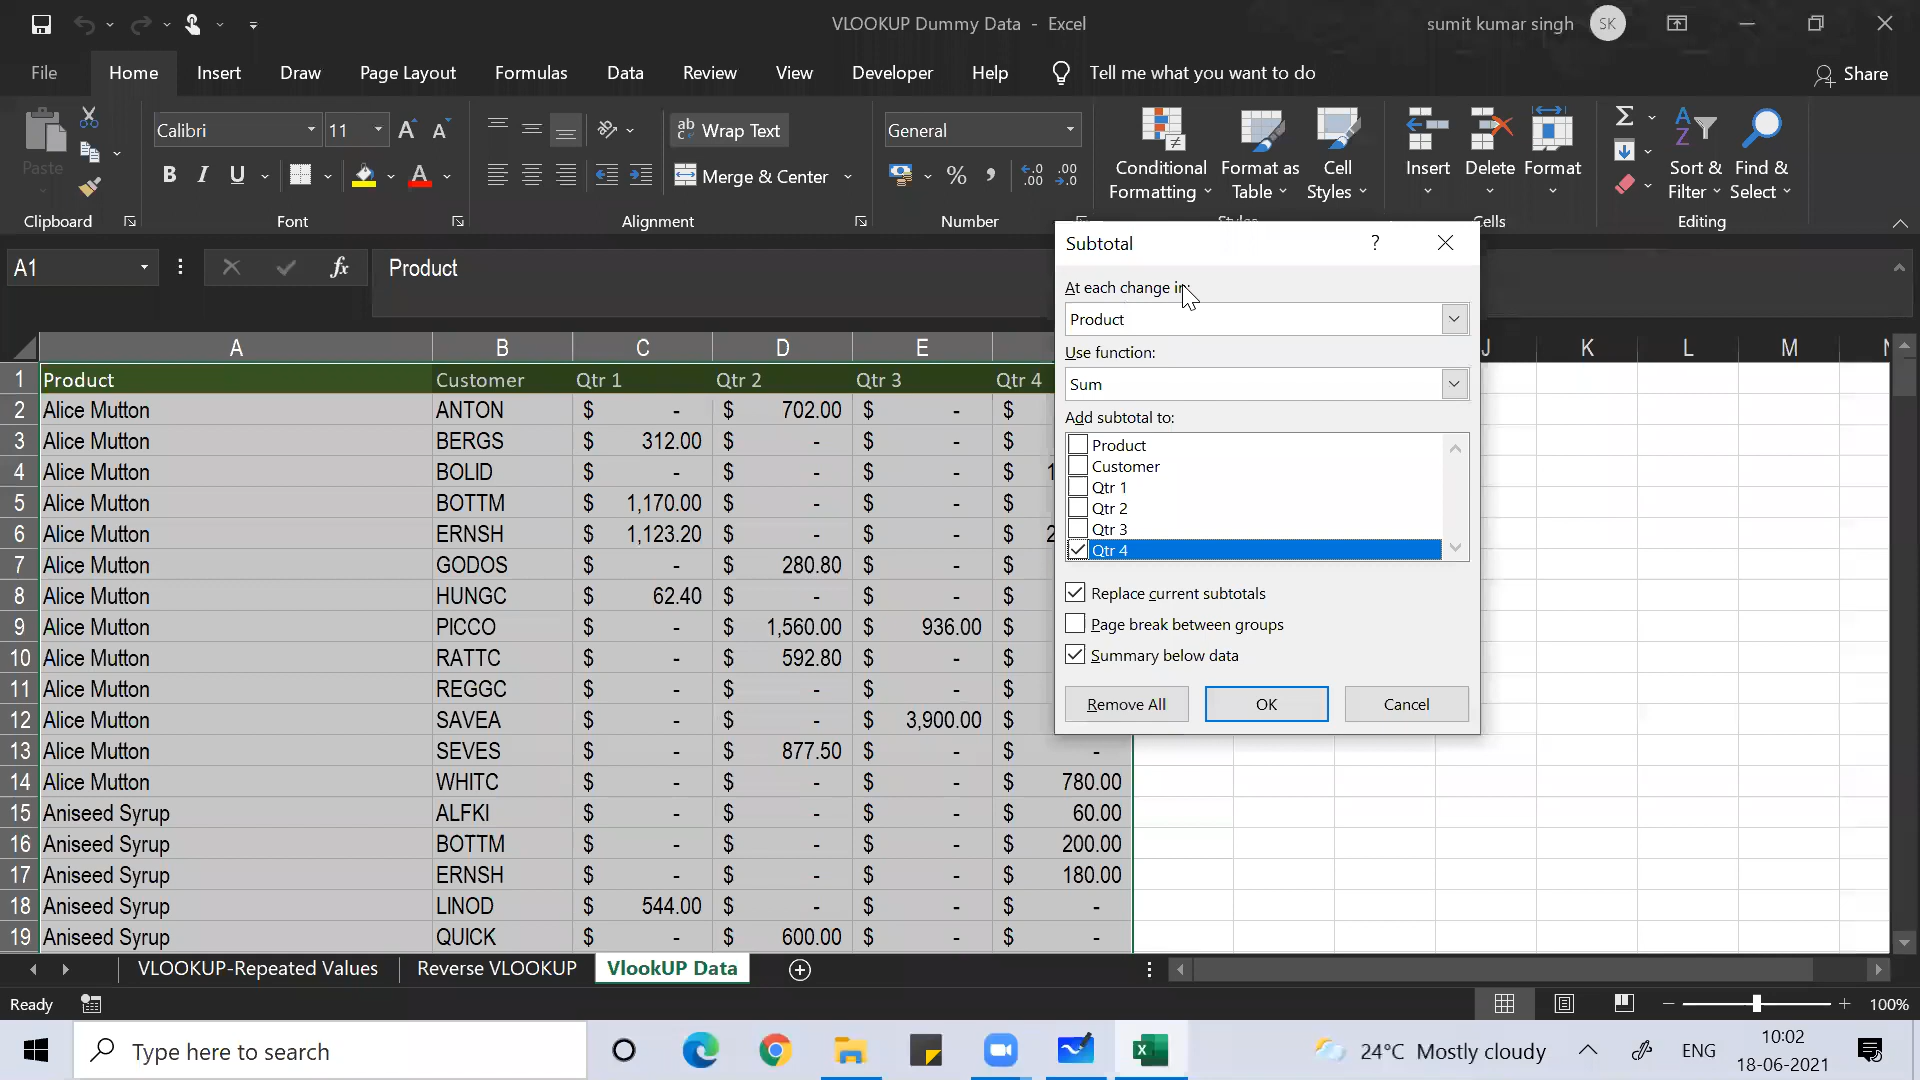 VLOOKUP Dummy Data - Excel
sumit kumar singh SK
File Home Insert Draw Page Layout Formulas Data Review View Developer Help Tell me what you want to do Share
Paste
Calibri 11
Wrap Text
Merge & Center
General
Conditional Formatting
Format as Table
Cell Styles
Insert Delete Format
Sort & Filter
Find & Select
Clipboard Font Alignment Number Cells Editing
A1 fx Product
A B C D E J K L M
1 Product Customer Qtr 1 Qtr 2 Qtr 3 Qtr 4
2 Alice Mutton ANTON $ - $ 702.00 $ - $
3 Alice Mutton BERGS $ 312.00 $ - $ - $
4 Alice Mutton BOLID $ - $ - $ - $ 1
5 Alice Mutton BOTTM $ 1,170.00 $ - $ - $
6 Alice Mutton ERNSH $ 1,123.20 $ - $ - $ 2
7 Alice Mutton GODOS $ - $ 280.80 $ - $
8 Alice Mutton HUNGC $ 62.40 $ - $ - $
9 Alice Mutton PICCO $ - $ 1,560.00 $ 936.00 $
10 Alice Mutton RATTC $ - $ 592.80 $ - $
11 Alice Mutton REGGC $ - $ - $ - $
12 Alice Mutton SAVEA $ - $ - $ 3,900.00 $
13 Alice Mutton SEVES $ - $ 877.50 $ - $ -
14 Alice Mutton WHITC $ - $ - $ - $ 780.00
15 Aniseed Syrup ALFKI $ - $ - $ - $ 60.00
16 Aniseed Syrup BOTTM $ - $ - $ - $ 200.00
17 Aniseed Syrup ERNSH $ - $ - $ - $ 180.00
18 Aniseed Syrup LINOD $ 544.00 $ - $ - $ -
19 Aniseed Syrup QUICK $ - $ 600.00 $ - $ -
Subtotal ?
At each change in:
Product
Use function:
Sum
Add subtotal to:
Product
Customer
Qtr 1
Qtr 2
Qtr 3
Qtr 4
Replace current subtotals
Page break between groups
Summary below data
Remove All OK Cancel
VLOOKUP-Repeated Values Reverse VLOOKUP VlookUP Data
Ready 100%
Type here to search
24°C Mostly cloudy ENG
10:02
18-06-2021